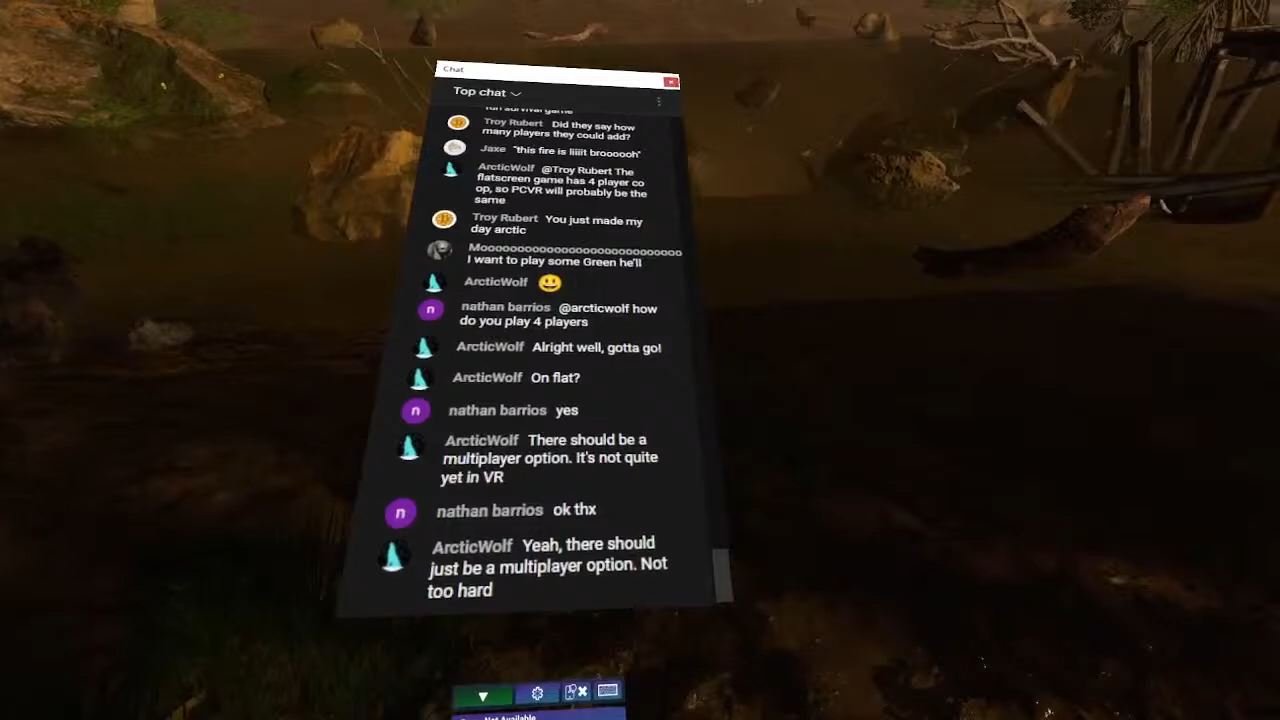 Chat
Top chat
fun survival game
Troy Rubert Did they say how
many players they could add?
Jaxe "this fire is liiiit broooooh"
ArcticWolf @Troy Rubert The
flatscreen game has 4 player co
op, so PCVR will probably be the
same
Troy Rubert You just made my
day arctic
Moooooooooooooooooooooooooooo
I want to play some Green he'll
ArcticWolf 😃
nathan barrios @arcticwolf how
do you play 4 players
ArcticWolf Alright well, gotta go!
ArcticWolf On flat?
n nathan barrios yes
ArcticWolf There should be a
multiplayer option. It's not quite
yet in VR
n nathan barrios ok thx
ArcticWolf Yeah, there should
just be a multiplayer option. Not
too hard
Not Available